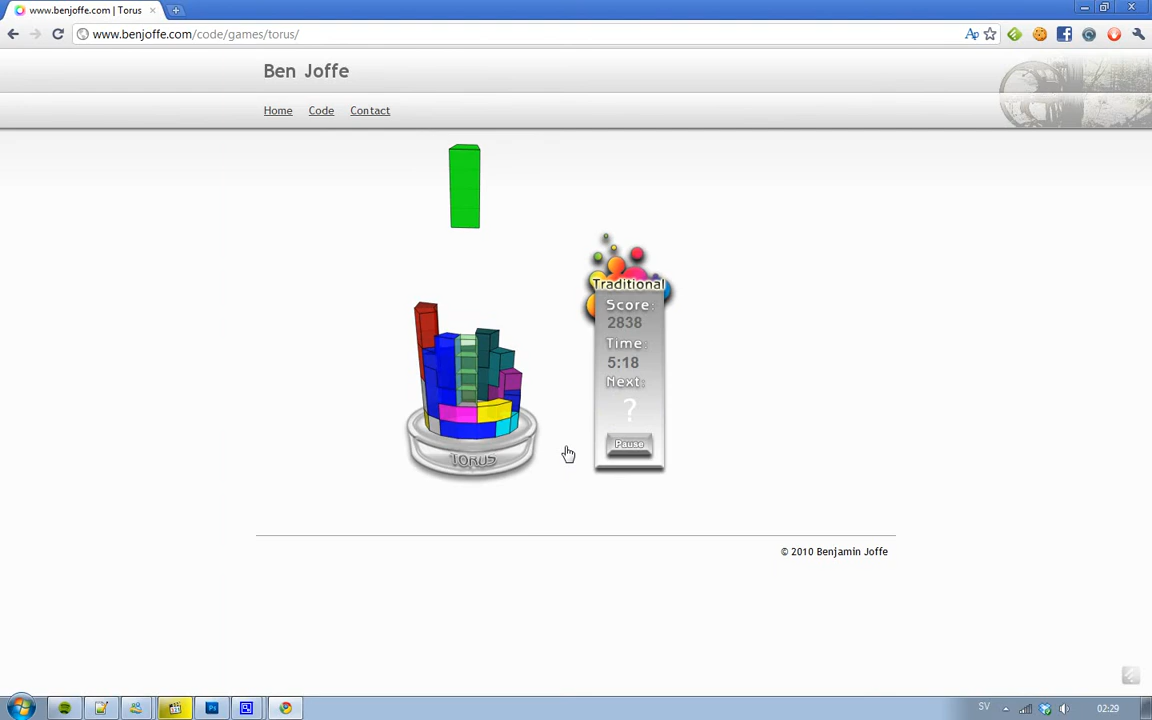 www.benjoffe.com | Torus
www.benjoffe.com/code/games/torus/
Ben Joffe
Home Code Contact
Traditional
Score:
2838
Time:
5:18
Next:
?
Pause
TORUS
© 2010 Benjamin Joffe
SV 02:29